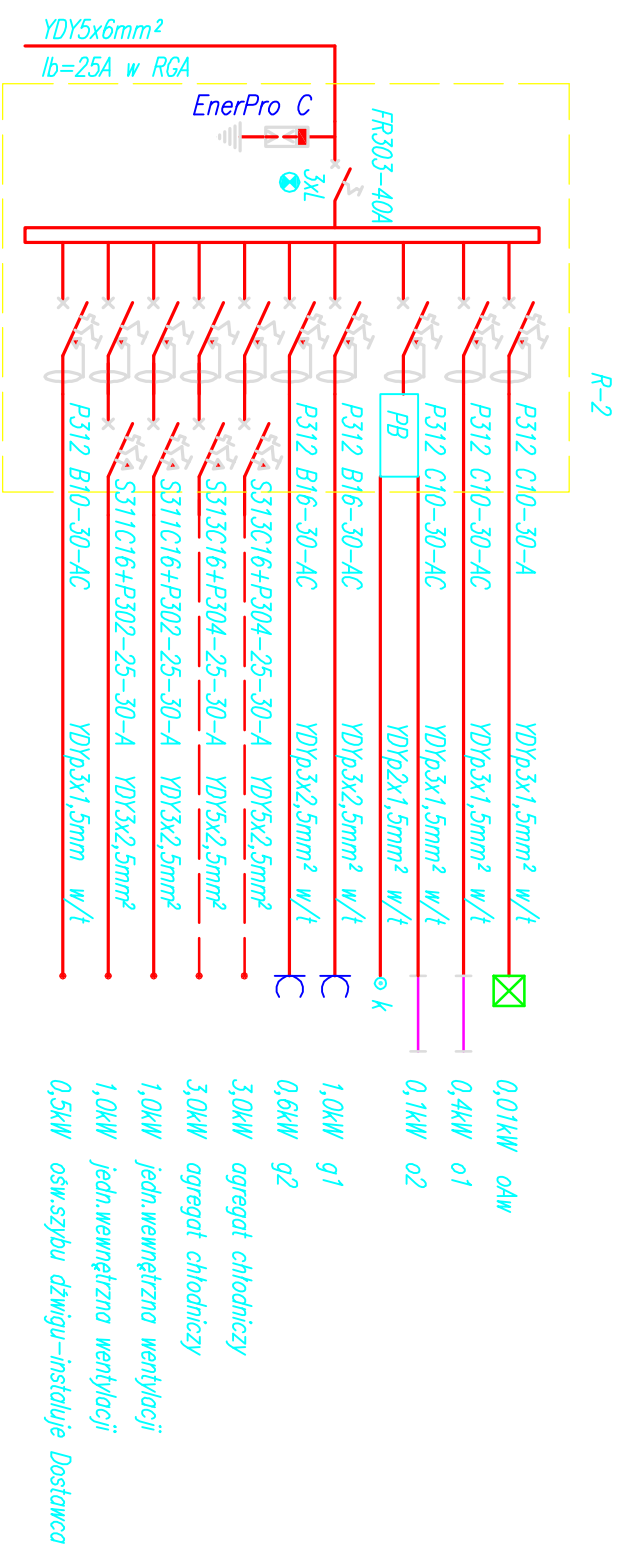 YDY5x6mm²
Ib=25A w RGA
EnerPro C
FR303-40A
3xL
R-2
P312 C10-30-A YDYp3x1,5mm² w/t 0,01kW oAw
P312 C10-30-AC YDYp3x1,5mm² w/t 0,4kW o1
P312 C10-30-AC YDYp3x1,5mm² w/t 0,1kW o2
PB YDYp2x1,5mm² w/t k
P312 B16-30-AC YDYp3x2,5mm² w/t 1,0kW g1
P312 B16-30-AC YDYp3x2,5mm² w/t 0,6kW g2
S313C16+P304-25-30-A YDY5x2,5mm² 3,0kW agregat chłodniczy
S313C16+P304-25-30-A YDY5x2,5mm² 3,0kW agregat chłodniczy
S311C16+P302-25-30-A YDY3x2,5mm² 1,0kW jedn.wewnętrzna wentylacji
S311C16+P302-25-30-A YDY3x2,5mm² 1,0kW jedn.wewnętrzna wentylacji
P312 B10-30-AC YDYp3x1,5mm w/t 0,5kW ośw.szybu dźwigu-instaluje Dostawca